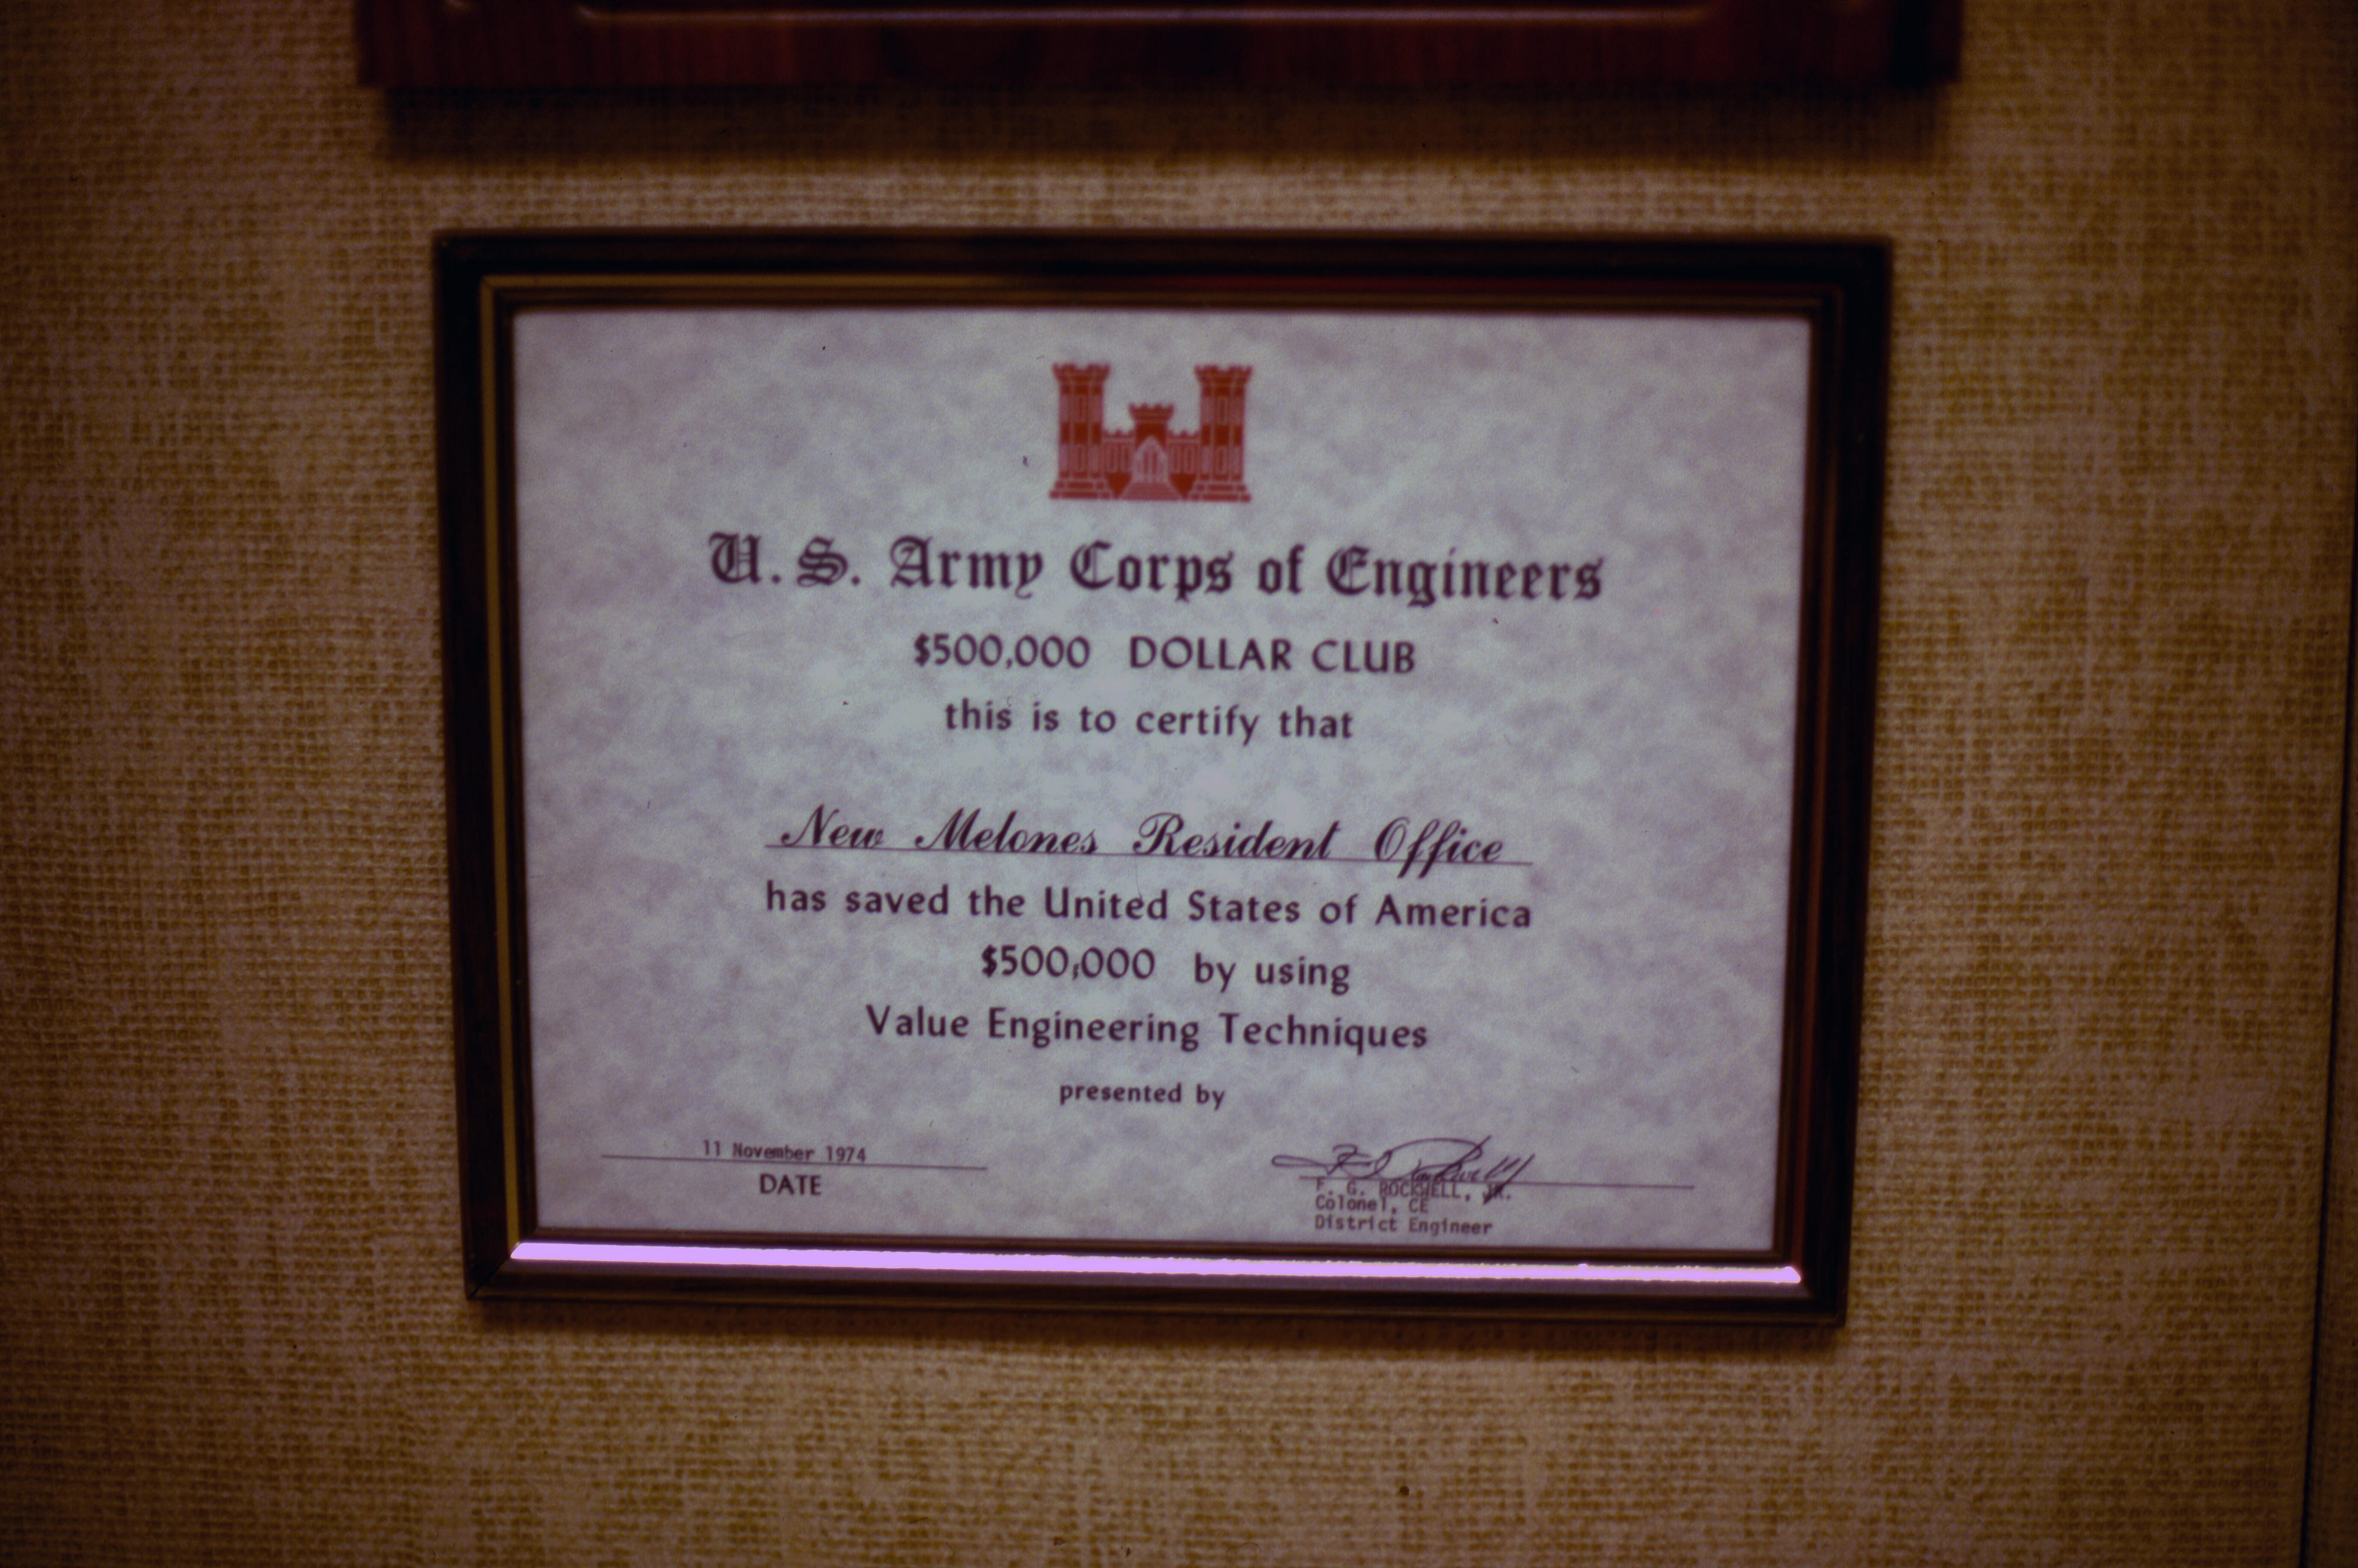 U.S. Army Corps of Engineers
$500,000 DOLLAR CLUB
this is to certify that
New Melones Resident Office
has saved the United States of America
$500,000 by using
Value Engineering Techniques
presented by
11 November 1974
DATE
F. G. ROCKWELL, JR.
Colonel, CE
District Engineer